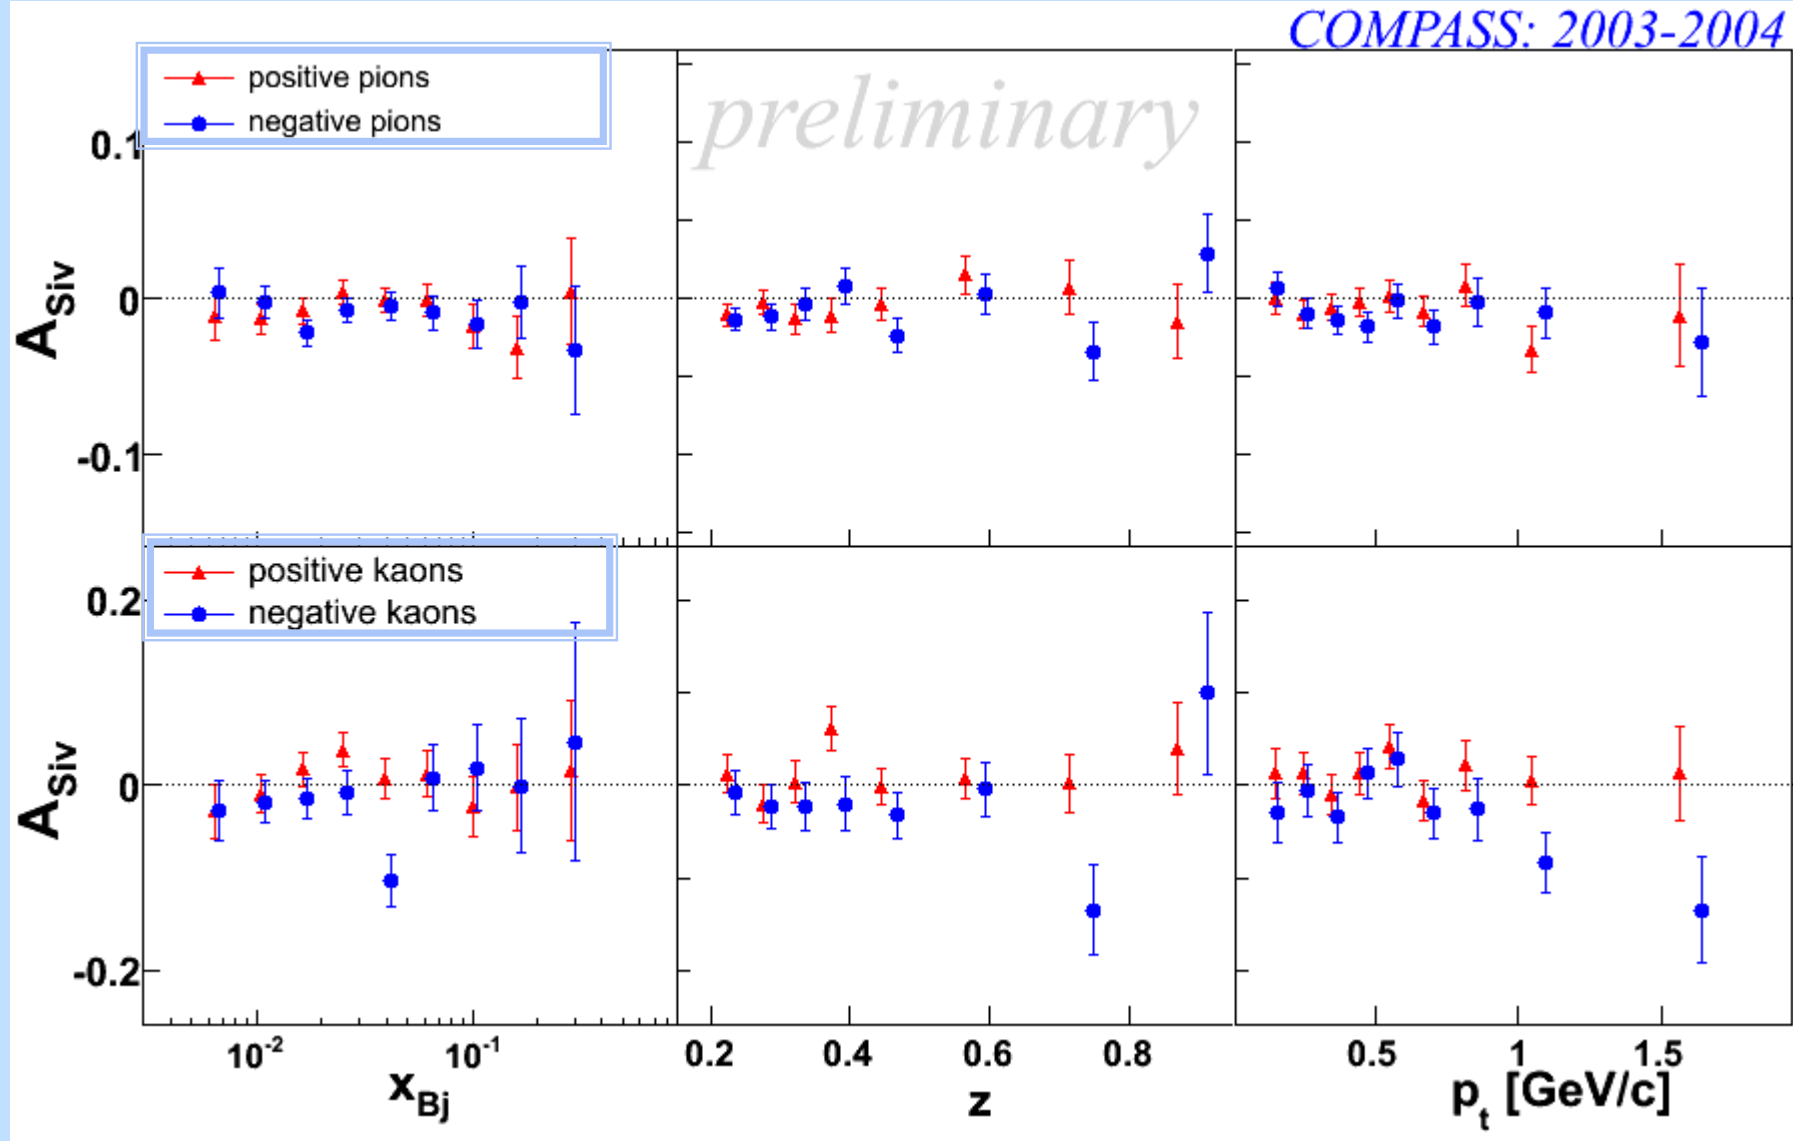 COMPASS: 2003-2004
positive pions
negative pions
preliminary
0.1
0
-0.1
A_Siv
positive kaons
negative kaons
0.2
0
-0.2
A_Siv
10^-2 10^-1
0.2 0.4 0.6 0.8
0.5 1 1.5
x_Bj
z
p_t [GeV/c]